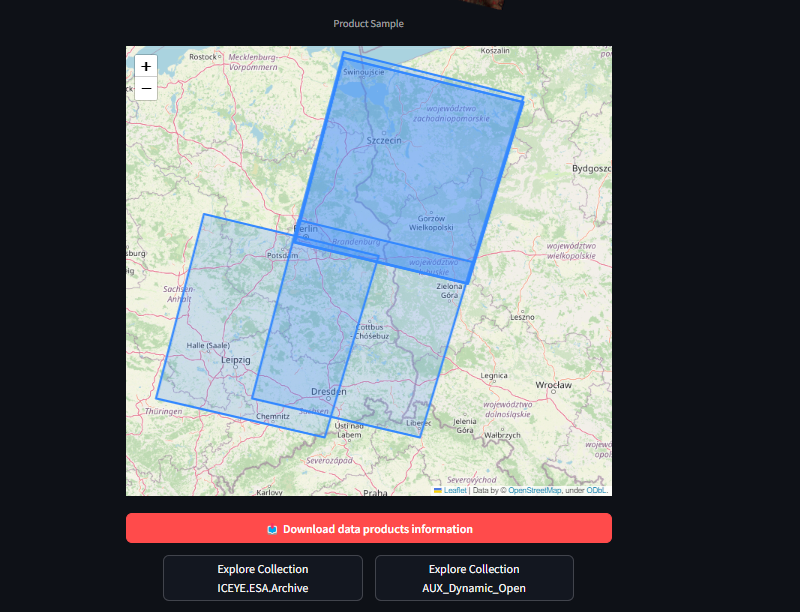 Product Sample
Koszalin
Rostock
Mecklenburg-
Vorpommern
+
Świnoujście
−
województwo
zachodniopomorskie
Szczecin
Bydgoszc
Gorzów
Wielkopolski
Berlin
Brandenburg
województwo
wielkopolskie
Potsdam
burg
województwo
lubuskie
Zielona
Góra
Sachsen-
Anhalt
Leszno
Cottbus
- Chóśebuz
Halle (Saale)
Leipzig
Legnica
Wrocław
Dresden
województwo
dolnośląskie
Thüringen
Chemnitz
Sachsen
Ústí nad
Labem
Liberec
Jelenia
Góra
Wałbrzych
Severozápad
Severovýchod
Karlovy
Praha
Leaflet | Data by © OpenStreetMap, under ODbL.
Download data products information
Explore Collection
ICEYE.ESA.Archive
Explore Collection
AUX_Dynamic_Open